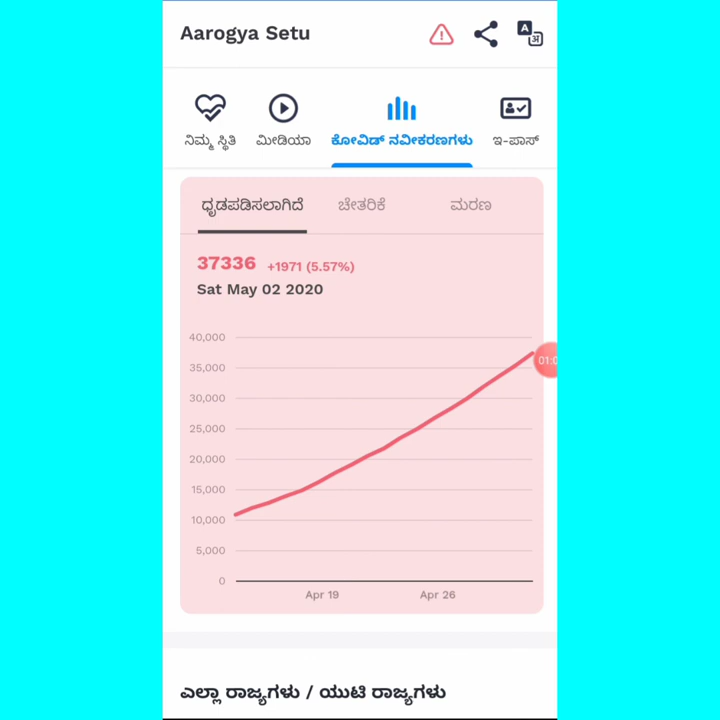 Aarogya Setu
ನಿಮ್ಮ ಸ್ಥಿತಿ ಮೀಡಿಯಾ ಕೋವಿಡ್ ನವೀಕರಣಗಳು ಇ-ಪಾಸ್
ಧೃಡಪಡಿಸಲಾಗಿದೆ ಚೇತರಿಕೆ ಮರಣ
37336 +1971 (5.57%)
Sat May 02 2020
40,000
35,000
30,000
25,000
20,000
15,000
10,000
5,000
0
Apr 19 Apr 26
ಎಲ್ಲಾ ರಾಜ್ಯಗಳು / ಯುಟಿ ರಾಜ್ಯಗಳು